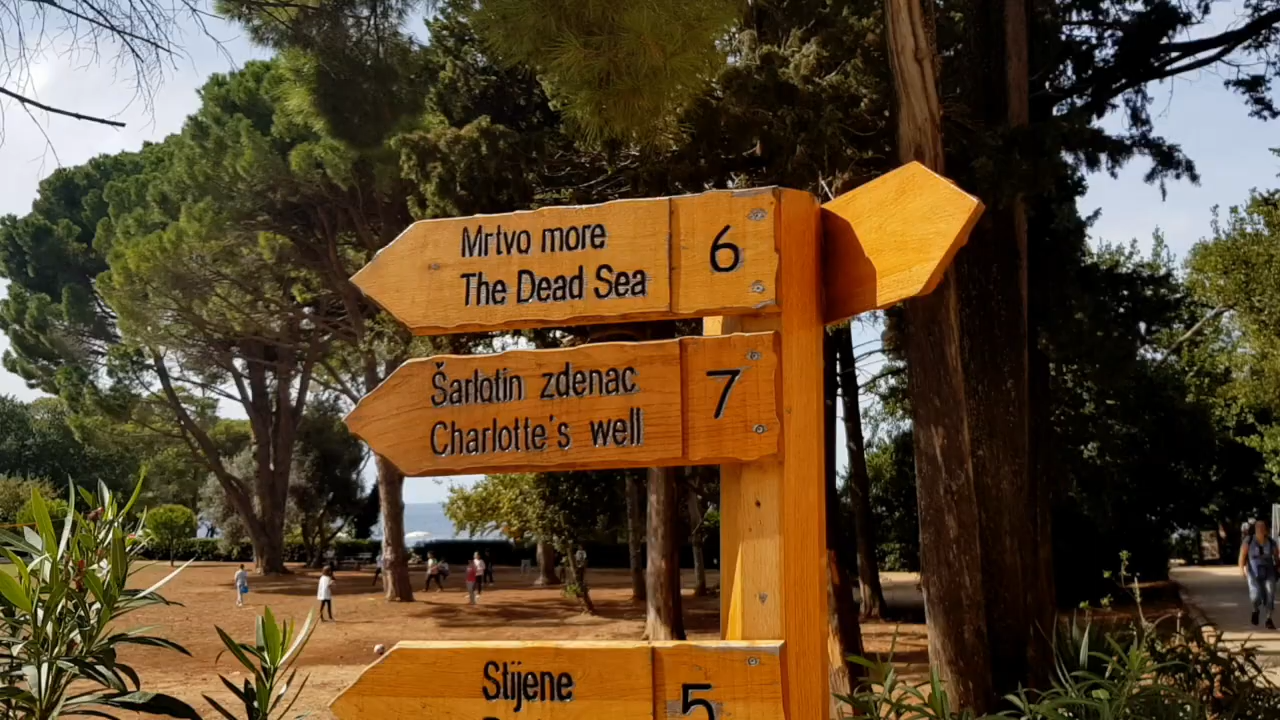 Mrtvo more
The Dead Sea
6
Šarlotin zdenac
Charlotte's well
7
Stijene
5